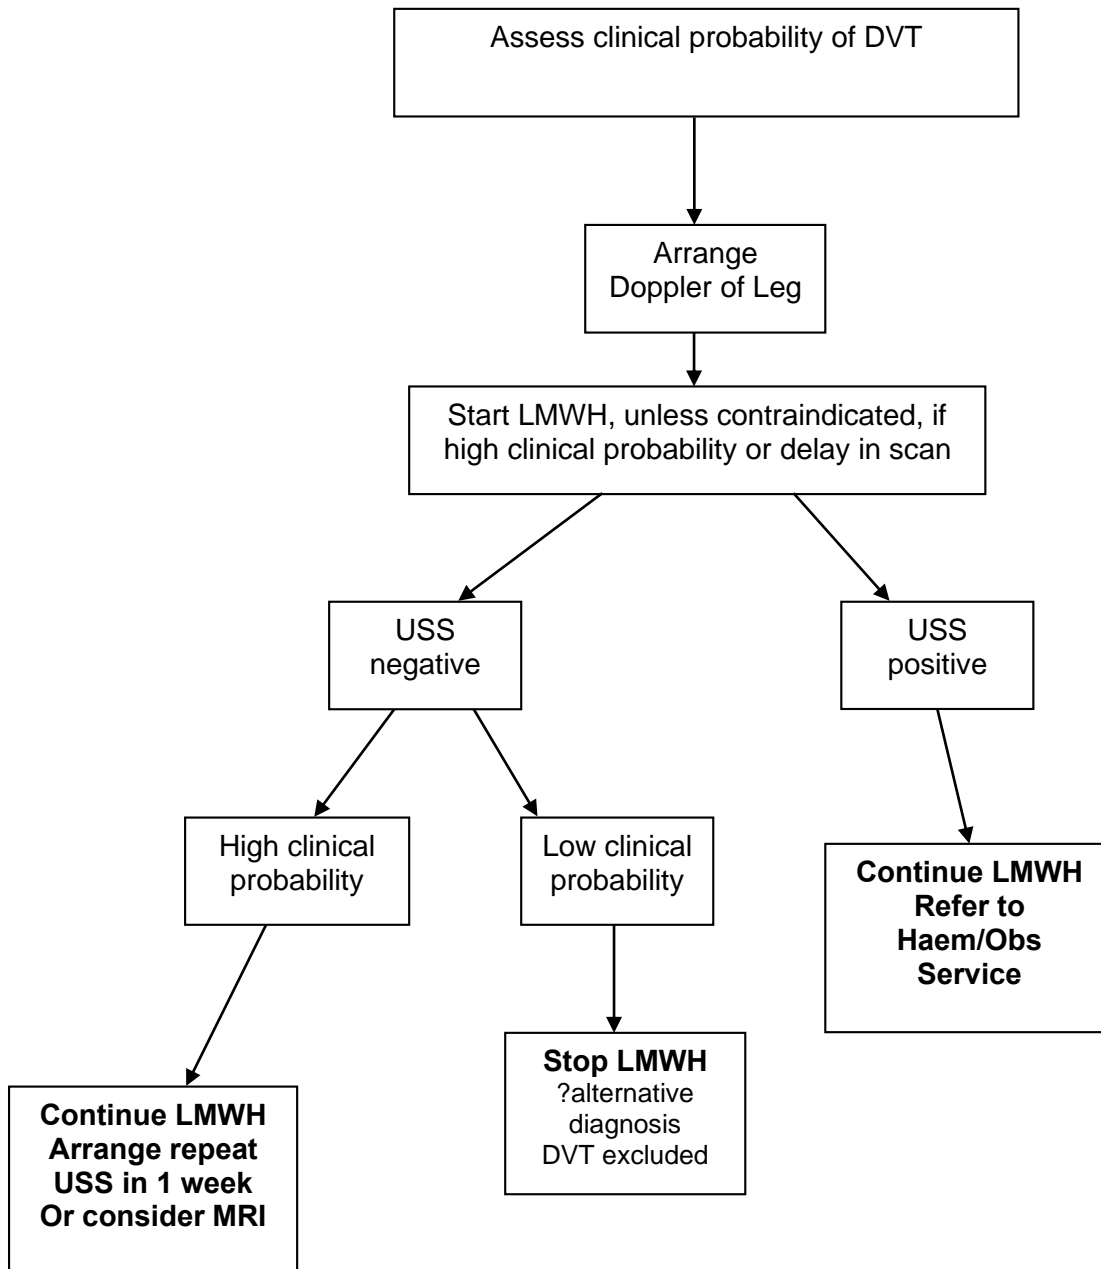 Assess clinical probability of DVT
Arrange
Doppler of Leg
Start LMWH, unless contraindicated, if
high clinical probability or delay in scan
USS
negative
USS
positive
High clinical
probability
Low clinical
probability
Continue LMWH
Refer to
Haem/Obs
Service
Stop LMWH
?alternative
diagnosis
DVT excluded
Continue LMWH
Arrange repeat
USS in 1 week
Or consider MRI